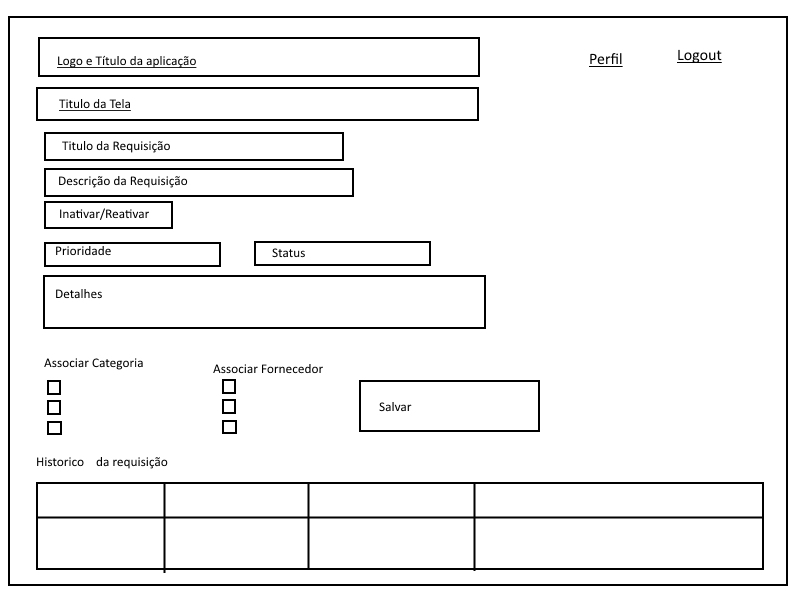 Logo e Título da aplicação
Perfil
Logout
Titulo da Tela
Titulo da Requisição
Descrição da Requisição
Inativar/Reativar
Prioridade
Status
Detalhes
Associar Categoria
Associar Fornecedor
Salvar
Historico da requisição